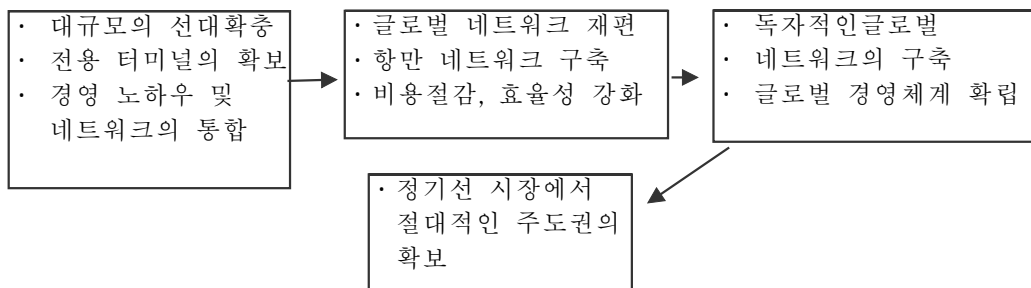 · 대규모의 선대확충
· 전용 터미널의 확보
· 경영 노하우 및
네트워크의 통합
· 글로벌 네트워크 재편
· 항만 네트워크 구축
· 비용절감, 효율성 강화
· 독자적인글로벌
· 네트워크의 구축
· 글로벌 경영체계 확립
· 정기선 시장에서
절대적인 주도권의
확보